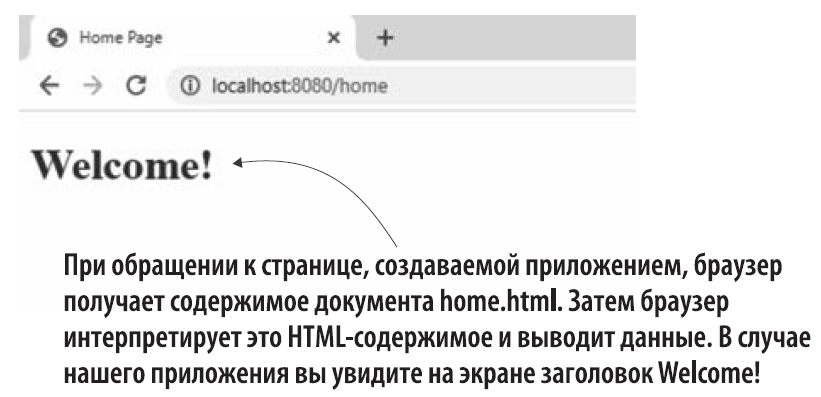 Home Page
localhost:8080/home
Welcome!
При обращении к странице, создаваемой приложением, браузер
получает содержимое документа home.html. Затем браузер
интерпретирует это HTML-содержимое и выводит данные. В случае
нашего приложения вы увидите на экране заголовок Welcome!